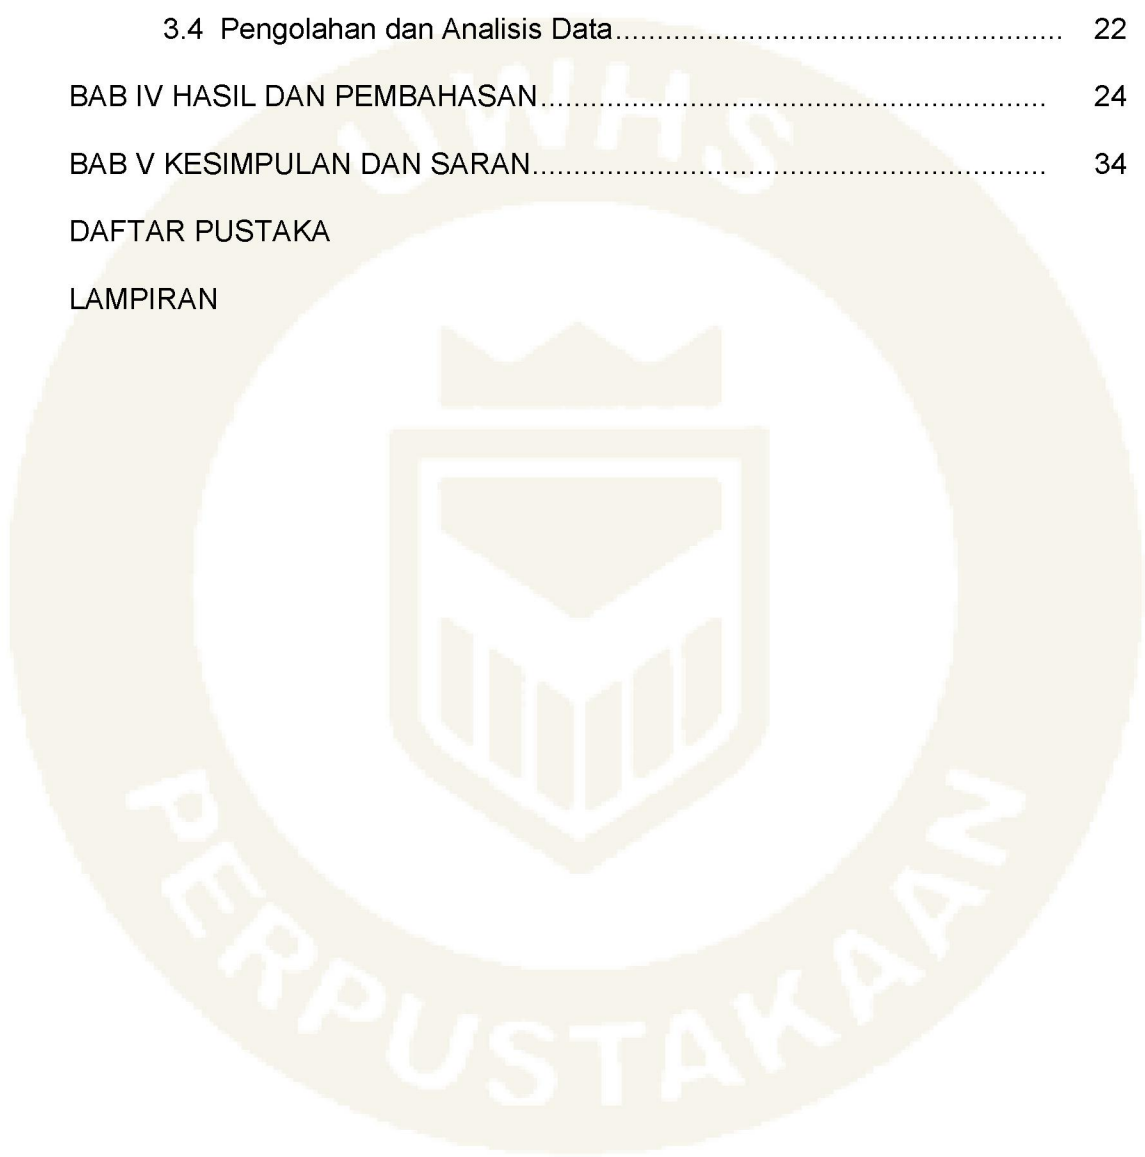 3.4 Pengolahan dan Analisis Data...................................................... 22
BAB IV HASIL DAN PEMBAHASAN............................................................. 24
BAB V KESIMPULAN DAN SARAN.............................................................. 34
DAFTAR PUSTAKA
LAMPIRAN
UWHS
PERPUSTAKAAN